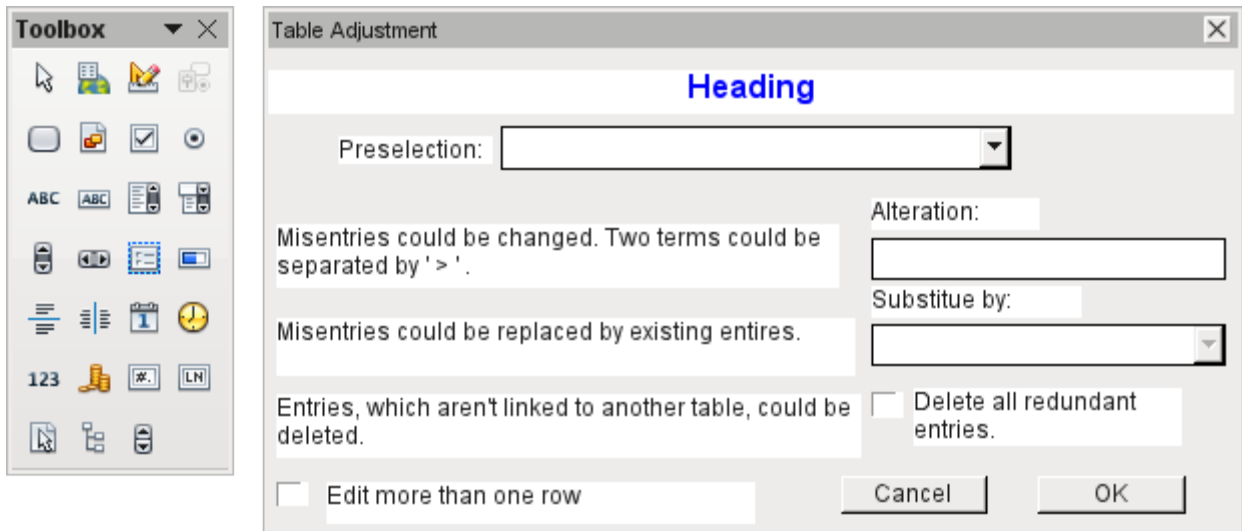 Toolbox
ABC
ABC
1
123
#.
LN
Table Adjustment
Heading
Preselection:
Alteration:
Misentries could be changed. Two terms could be
separated by ' > '.
Substitue by:
Misentries could be replaced by existing entires.
Entries, which aren't linked to another table, could be
deleted.
Delete all redundant
entries.
Edit more than one row
Cancel
OK